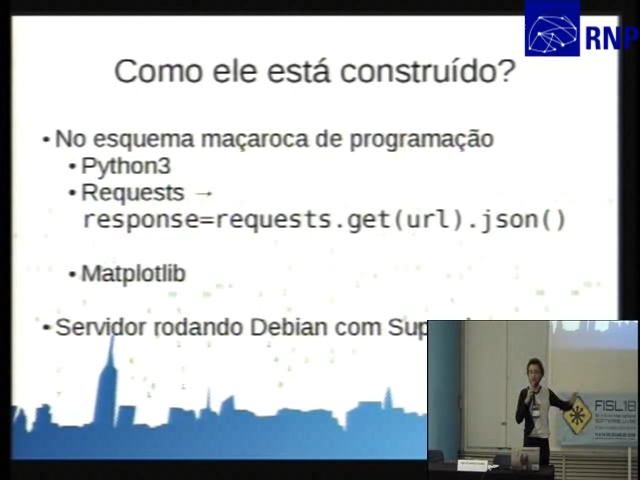 RNP
Como ele está construído?
• No esquema maçaroca de programação
• Python3
• Requests →
response=requests.get(url).json()
• Matplotlib
• Servidor rodando Debian com
FISL18